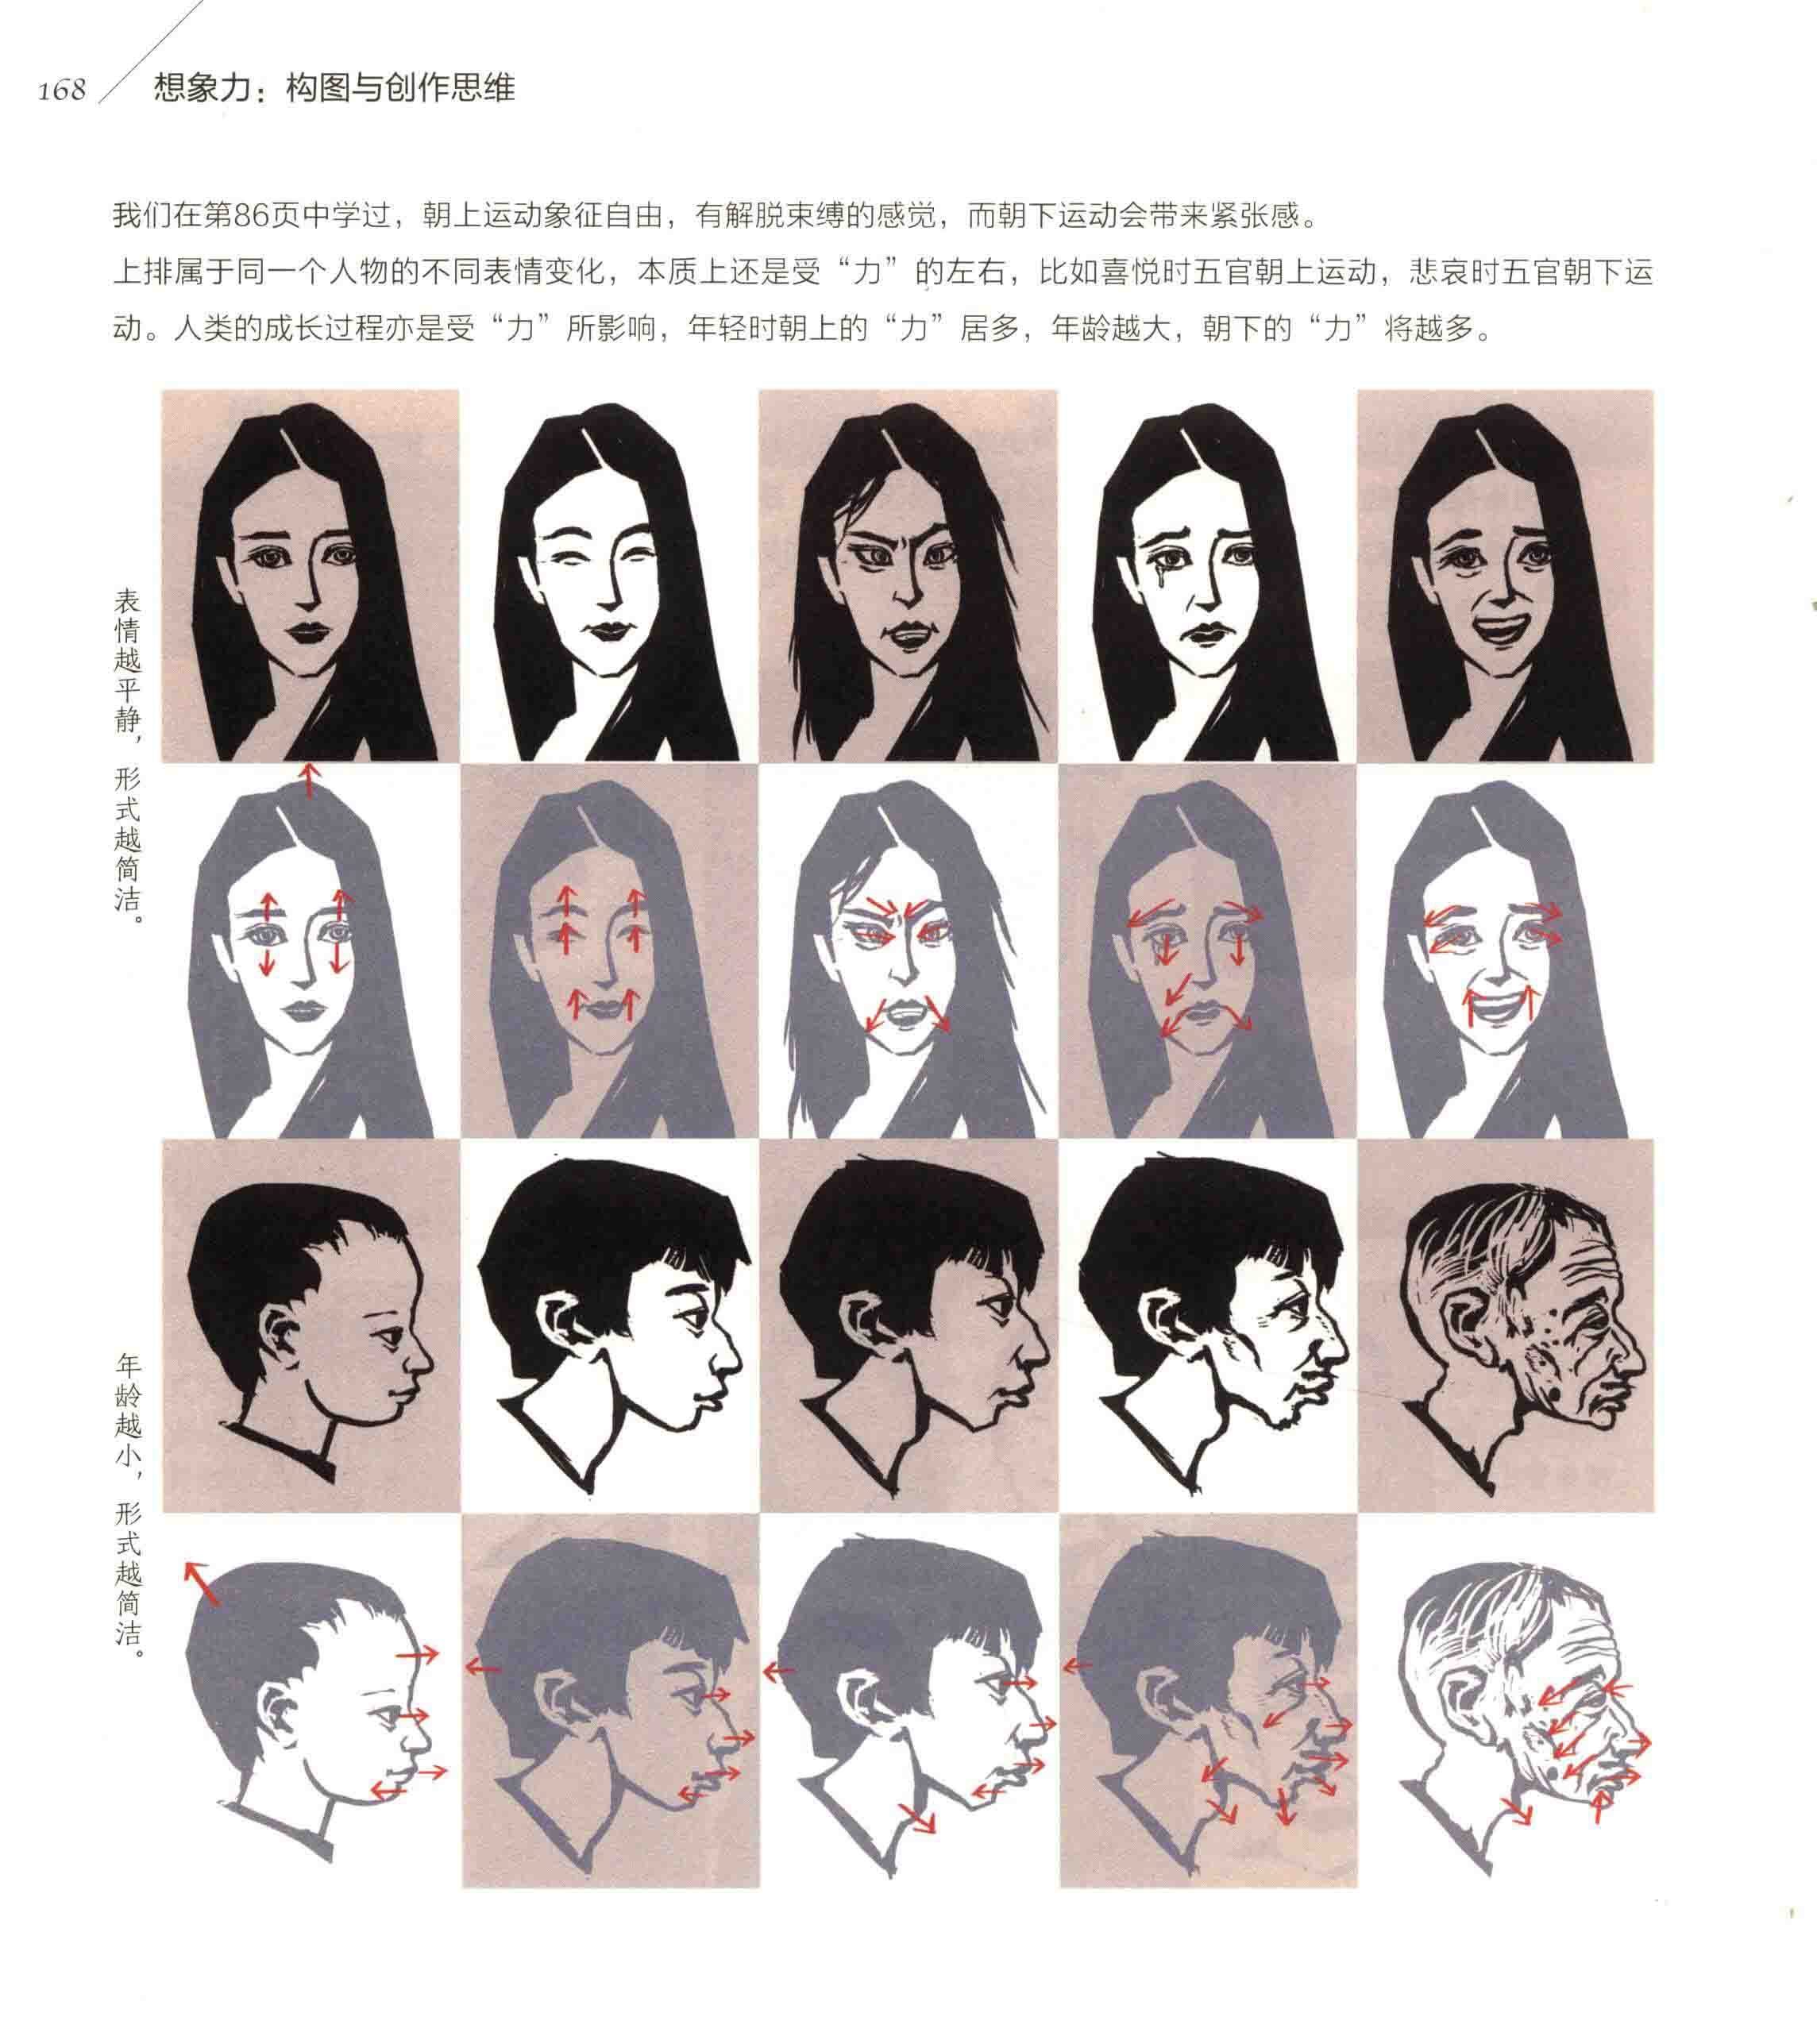 168
想象力：构图与创作思维
我们在第86页中学过，朝上运动象征自由，有解脱束缚的感觉，而朝下运动会带来紧张感。
上排属于同一个人物的不同表情变化，本质上还是受“力”的左右，比如喜悦时五官朝上运动，悲哀时五官朝下运
动。人类的成长过程亦是受“力”所影响，年轻时朝上的“力”居多，年龄越大，朝下的“力”将越多。
表情越平静，形式越简洁。
年龄越小，形式越简洁。